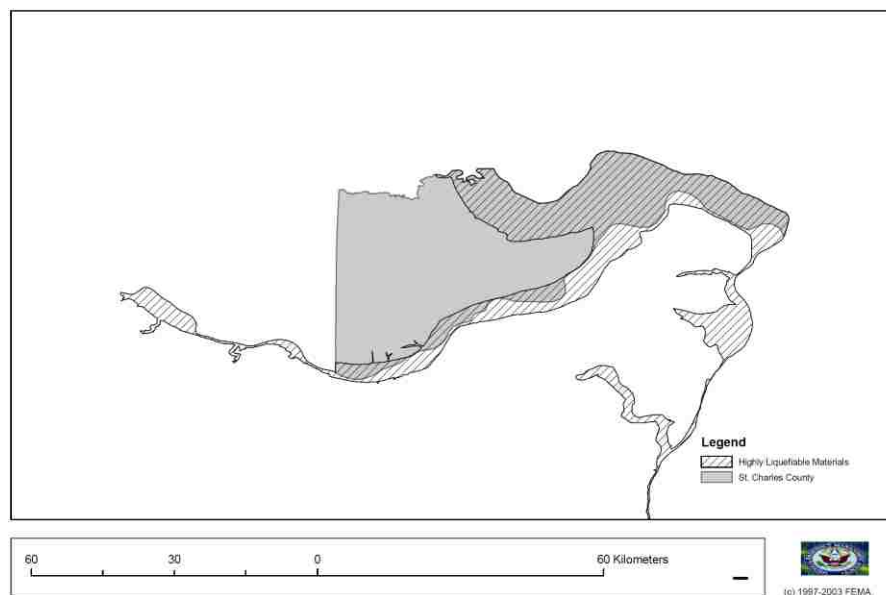 Legend
Highly Liquefiable Materials
St. Charles County
60 30 0 60 Kilometers
(c) 1997-2003 FEMA.